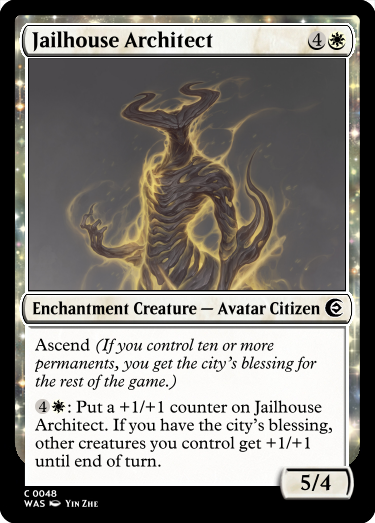 Jailhouse Architect 4
Enchantment Creature — Avatar Citizen
Ascend (If you control ten or more
permanents, you get the city's blessing for
the rest of the game.)
4: Put a +1/+1 counter on Jailhouse
Architect. If you have the city's blessing,
other creatures you control get +1/+1
until end of turn.
5/4
C 0048
WAS Yin Zhe